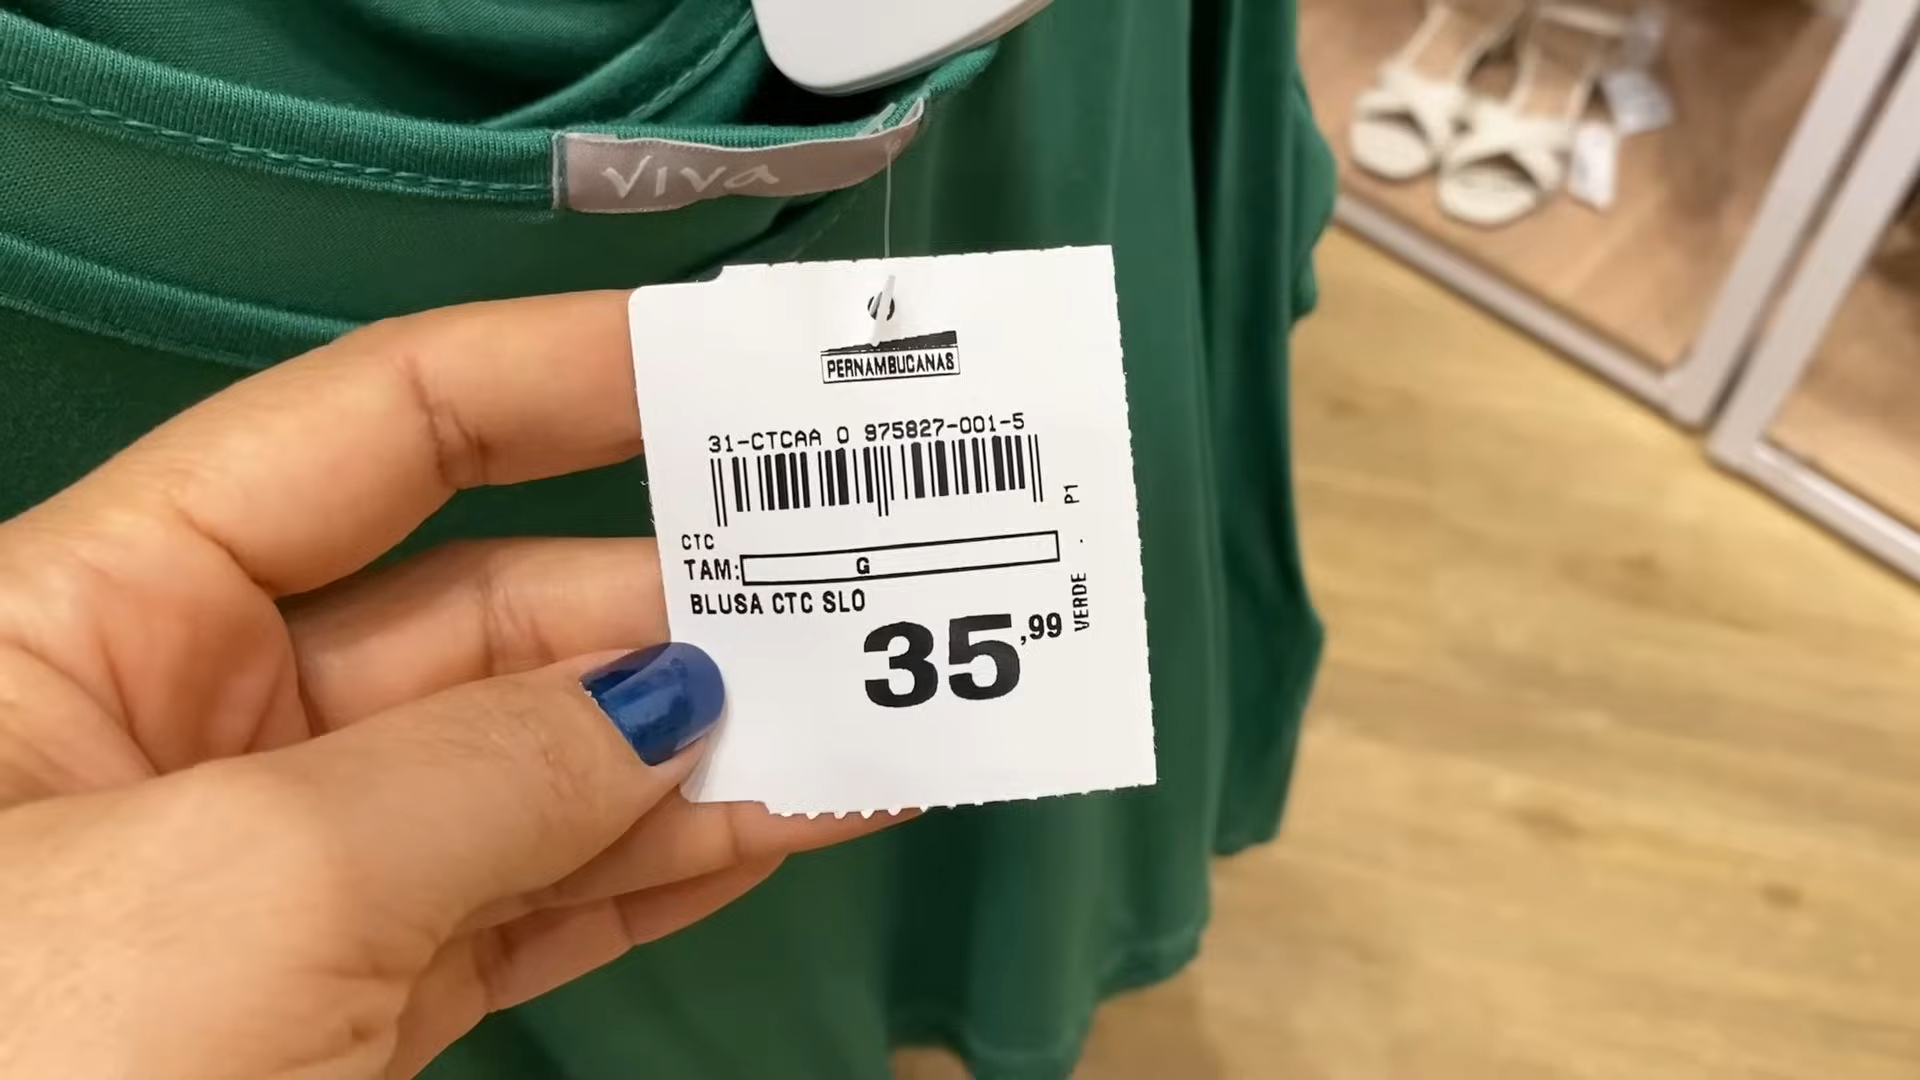 viva
PERNAMBUCANAS
31-CTCAA 0 975827-001-5
P1
CTC
TAM: G
BLUSA CTC SLO
35,99
VERDE .